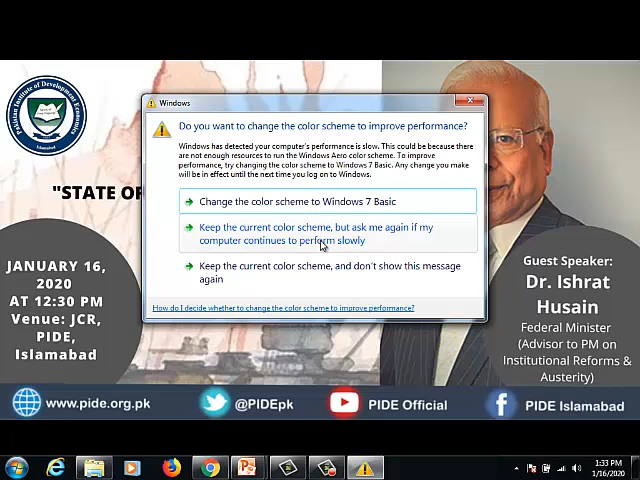 Pakistan Institute of Development Economics
Islamabad
"STATE OF
JANUARY 16,
2020
AT 12:30 PM
Venue: JCR,
PIDE,
Islamabad
Windows
Do you want to change the color scheme to improve performance?
Windows has detected your computer's performance is slow. This could be because
there are not enough resources to run the Windows Aero color scheme. To improve
performance, try changing the color scheme to Windows 7 Basic. Any change you make
will be in effect until the next time you log on to Windows.
Change the color scheme to Windows 7 Basic
Keep the current color scheme, but ask me again if my
computer continues to perform slowly
Keep the current color scheme, and don't show this message
again
How do I decide whether to change the color scheme to improve performance?
Guest Speaker:
Dr. Ishrat
Husain
Federal Minister
(Advisor to PM on
Institutional Reforms &
Austerity)
www.pide.org.pk
@PIDEpk
PIDE Official
PIDE Islamabad
1:33 PM
1/16/2020